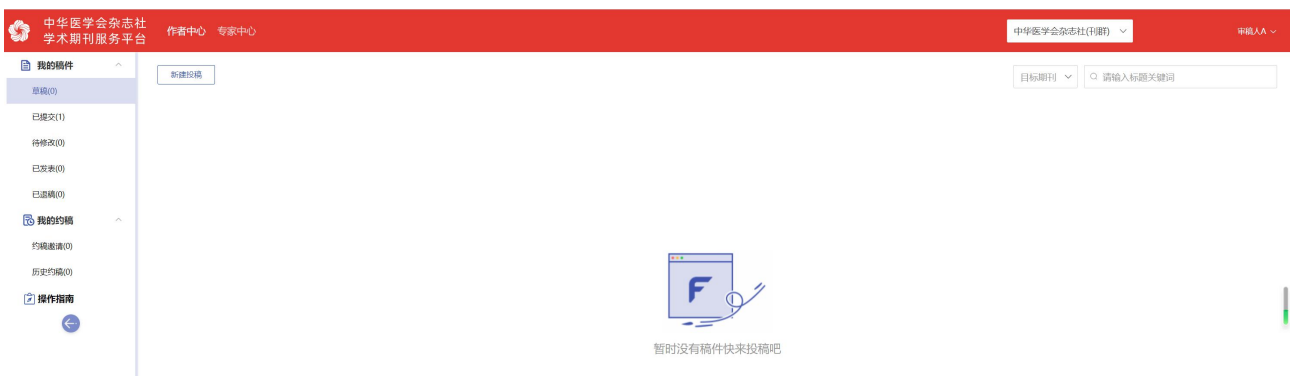 中华医学会杂志社
学术期刊服务平台
作者中心 专家中心
中华医学会杂志社(刊群)
审稿人A
我的稿件
草稿(0)
已提交(1)
待修改(0)
已发表(0)
已退稿(0)
我的约稿
约稿邀请(0)
历史约稿(0)
操作指南
新建投稿
目标期刊
请输入标题关键词
F
暂时没有稿件快来投稿吧